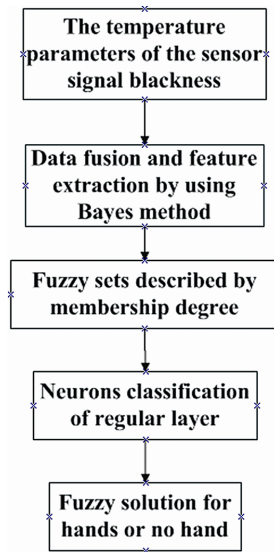 The temperature
parameters of the sensor
signal blackness
Data fusion and feature
extraction by using
Bayes method
Fuzzy sets described by
membership degree
Neurons classification
of regular layer
Fuzzy solution for
hands or no hand